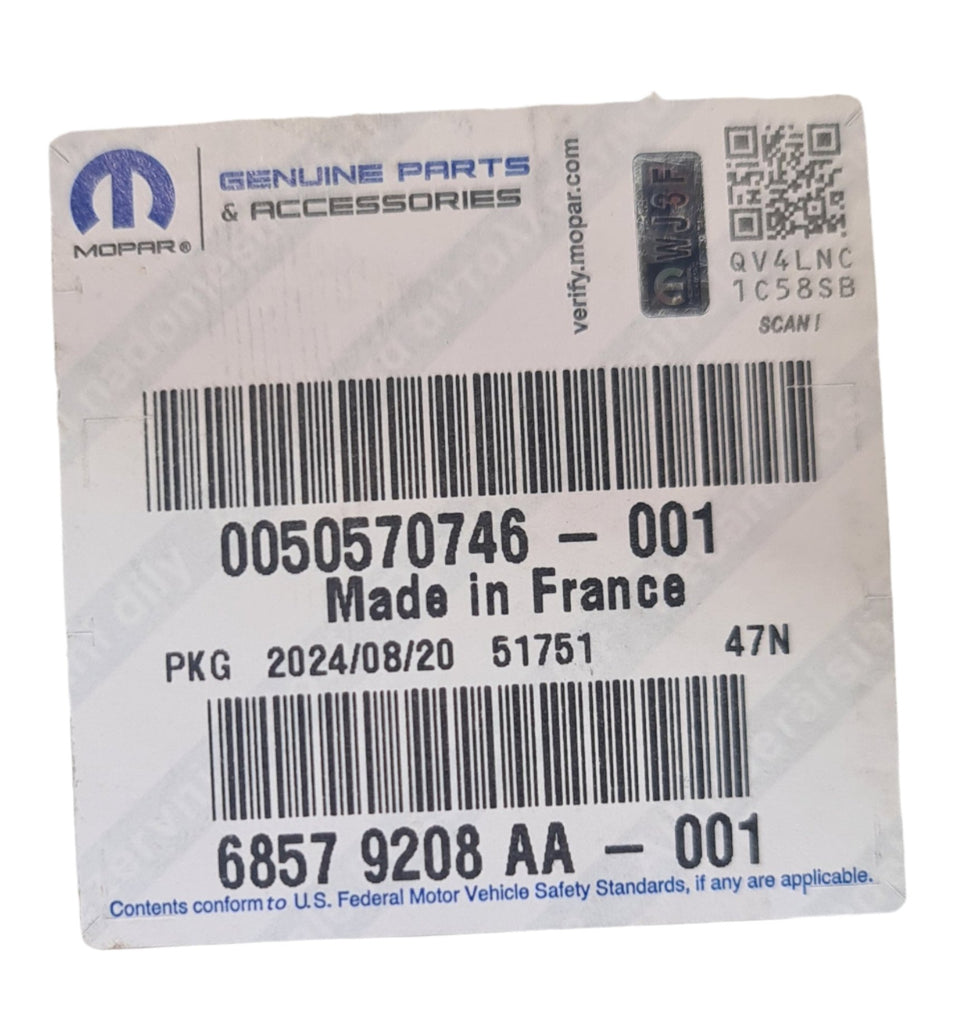 MOPAR®
GENUINE PARTS
& ACCESSORIES
verify.mopar.com
WJ3F
QV4LNC
1C58SB
SCAN!
0050570746 – 001
Made in France
PKG 2024/08/20 51751 47N
6857 9208 AA – 001
Contents conform to U.S. Federal Motor Vehicle Safety Standards, if any are applicable.